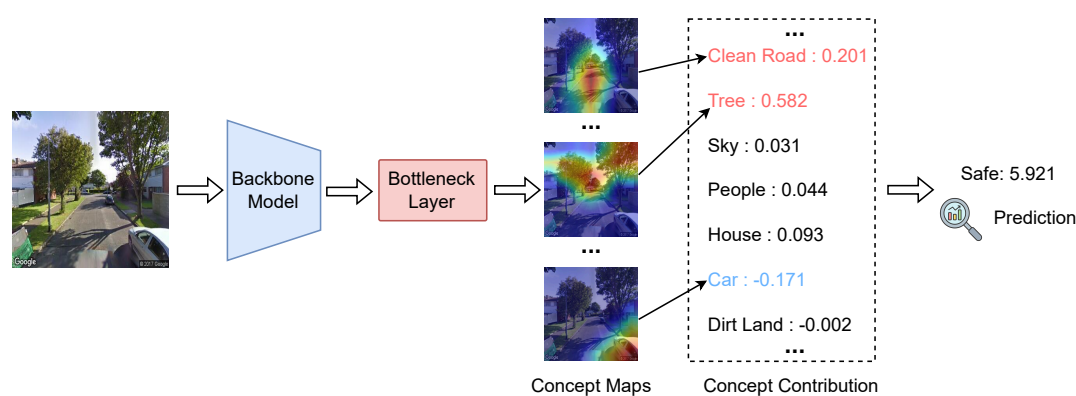 ...
Clean Road : 0.201
Tree : 0.582
...
Sky : 0.031
People : 0.044
House : 0.093
...
Car : -0.171
Dirt Land : -0.002
...
Backbone
Model
Bottleneck
Layer
Safe: 5.921
Prediction
Google
© 2017 Google
Concept Maps
Concept Contribution